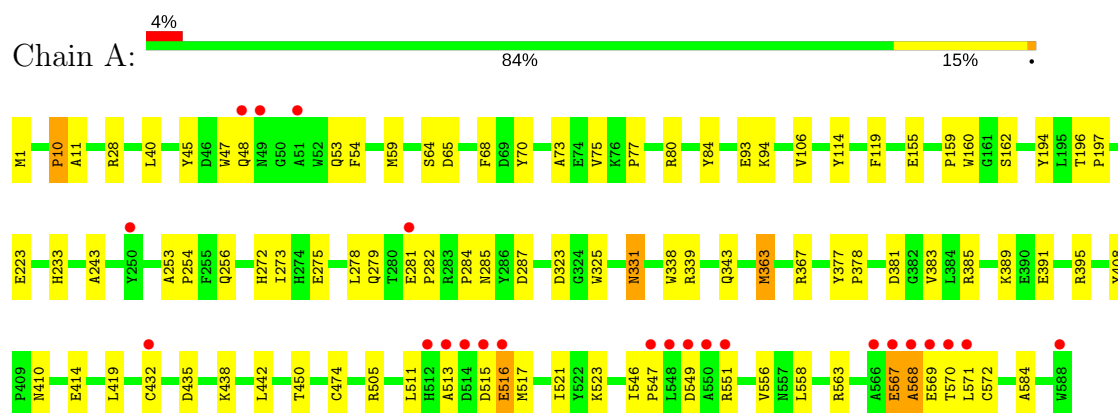 4%
Chain A:
84% 15% •
M1 P10 A11 R28 L40 Y45 D46 W47 Q48 N49 G50 A51 W52 Q53 F54 M59 S64 D65 F68 D69 Y70 A73 E74 V75 K76 P77 R80 Y84 E93 K94 V106 Y114 F119 E155 P159 W160 G161 S162 Y194 L195 T196 P197
E223 H233 A243 Y250 A253 P254 F255 Q256 H272 I273 H274 E275 L278 Q279 T280 E281 P282 R283 P284 N285 Y286 D287 D323 G324 W325 N331 W338 R339 Q343 M363 R367 Y377 P378 D381 G382 V383 L384 R385 K389 E390 E391 R395 Y408
P409 N410 E414 L419 C432 D435 K438 L442 T450 C474 R505 L511 H512 A513 D514 D515 E516 M517 I521 Y522 K523 I546 P547 L548 D549 A550 R551 V556 N557 L558 R563 A566 E567 A568 E569 T570 L571 C572 A584 W588